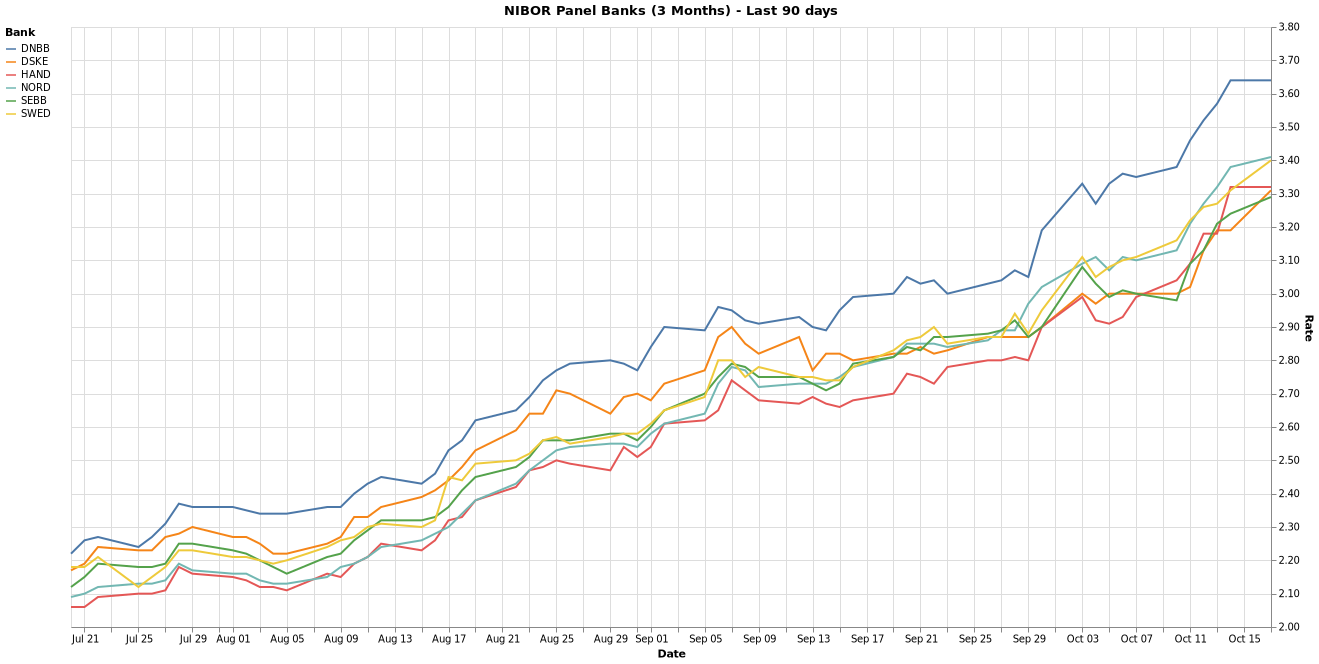 NIBOR Panel Banks (3 Months) - Last 90 days
Bank
DNBB
DSKE
HAND
NORD
SEBB
SWED
3.80
3.70
3.60
3.50
3.40
3.30
3.20
3.10
3.00
2.90
2.80
2.70
2.60
2.50
2.40
2.30
2.20
2.10
2.00
Rate
Jul 21 Jul 25 Jul 29 Aug 01 Aug 05 Aug 09 Aug 13 Aug 17 Aug 21 Aug 25 Aug 29 Sep 01 Sep 05 Sep 09 Sep 13 Sep 17 Sep 21 Sep 25 Sep 29 Oct 03 Oct 07 Oct 11 Oct 15
Date